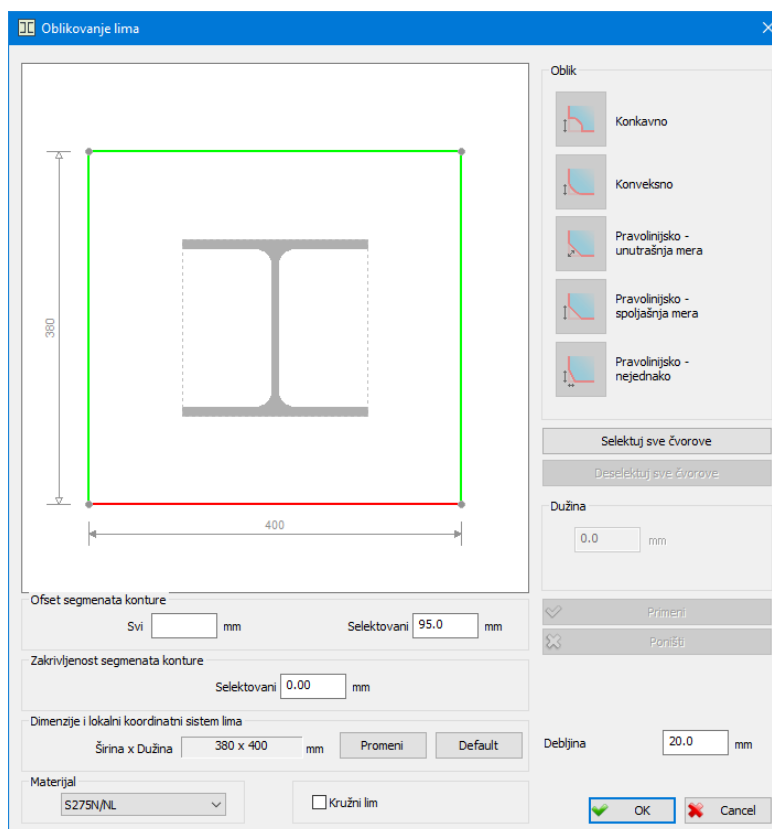 Oblikovanje lima
380
400
Oblik
Konkavno
Konveksno
Pravolinijsko -
unutrašnja mera
Pravolinijsko -
spoljašnja mera
Pravolinijsko -
nejednako
Selektuj sve čvorove
Deselektuj sve čvorove
Dužina
0.0 mm
Primeni
Poništi
Ofset segmenata konture
Svi mm Selektovani 95.0 mm
Zakrivljenost segmenata konture
Selektovani 0.00 mm
Dimenzije i lokalni koordinatni sistem lima
Širina x Dužina 380 x 400 mm Promeni Default
Debljina 20.0 mm
Materijal
S275N/NL
Kružni lim
OK Cancel